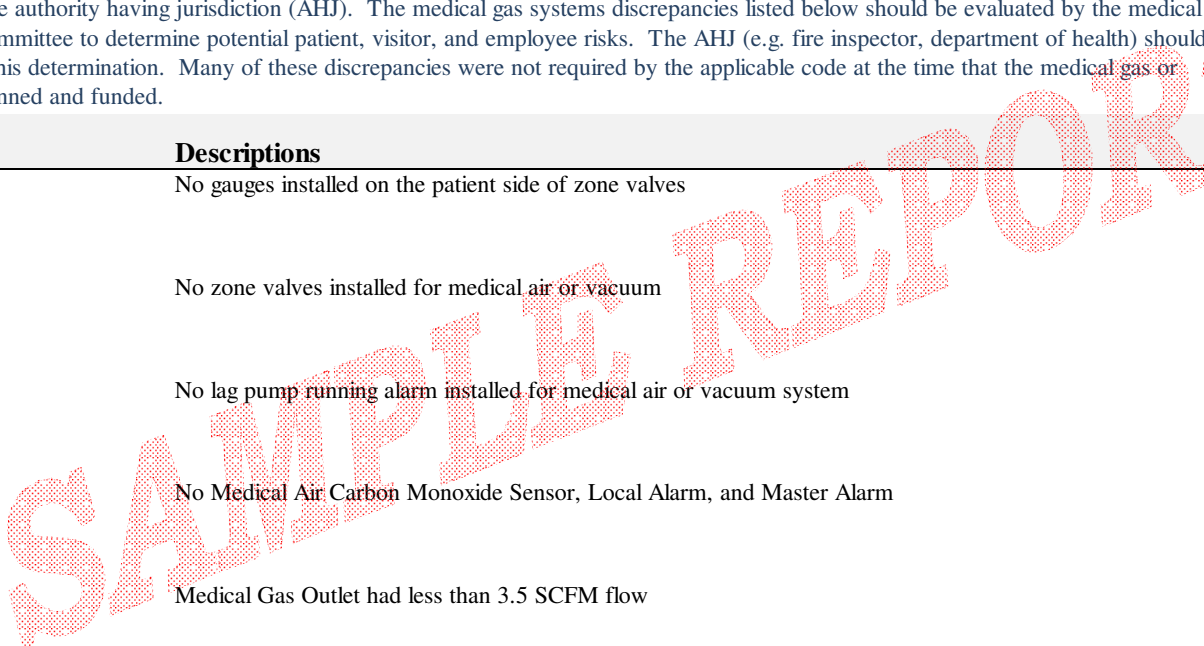 e authority having jurisdiction (AHJ). The medical gas systems discrepancies listed below should be evaluated by the medical
mmittee to determine potential patient, visitor, and employee risks. The AHJ (e.g. fire inspector, department of health) should
his determination. Many of these discrepancies were not required by the applicable code at the time that the medical gas or
nned and funded.
Descriptions
No gauges installed on the patient side of zone valves
No zone valves installed for medical air or vacuum
No lag pump running alarm installed for medical air or vacuum system
No Medical Air Carbon Monoxide Sensor, Local Alarm, and Master Alarm
Medical Gas Outlet had less than 3.5 SCFM flow
SAMPLE REPOR